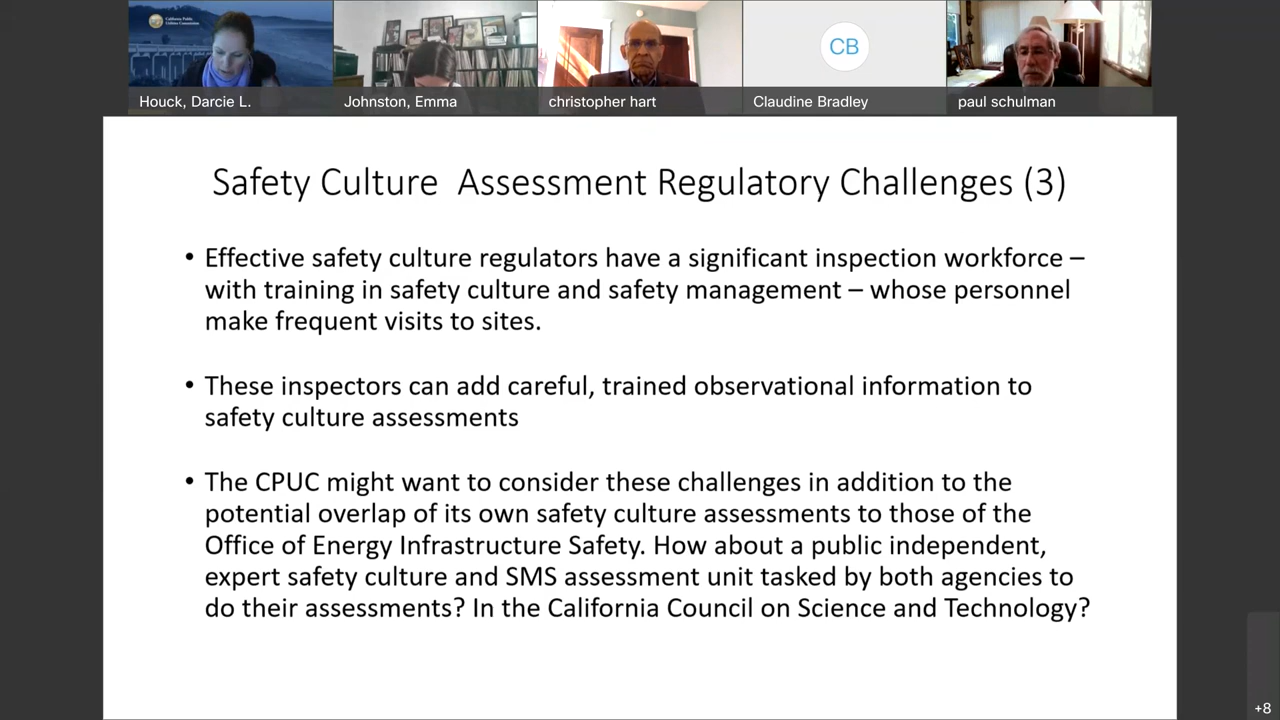 California Public
Utilities Commission
Houck, Darcie L.
Johnston, Emma
christopher hart
CB
Claudine Bradley
paul schulman
Safety Culture  Assessment Regulatory Challenges (3)
• Effective safety culture regulators have a significant inspection workforce –
with training in safety culture and safety management – whose personnel
make frequent visits to sites.
• These inspectors can add careful, trained observational information to
safety culture assessments
• The CPUC might want to consider these challenges in addition to the
potential overlap of its own safety culture assessments to those of the
Office of Energy Infrastructure Safety. How about a public independent,
expert safety culture and SMS assessment unit tasked by both agencies to
do their assessments? In the California Council on Science and Technology?
+8